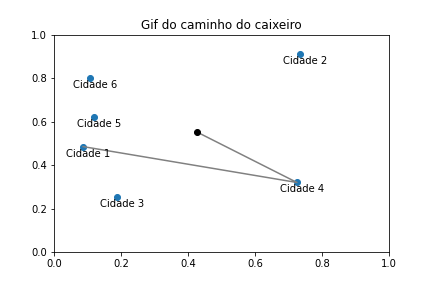 Gif do caminho do caixeiro
1.0
Cidade 2
0.8
Cidade 6
0.6
Cidade 5
Cidade 1
0.4
Cidade 4
Cidade 3
0.2
0.0
0.0 0.2 0.4 0.6 0.8 1.0